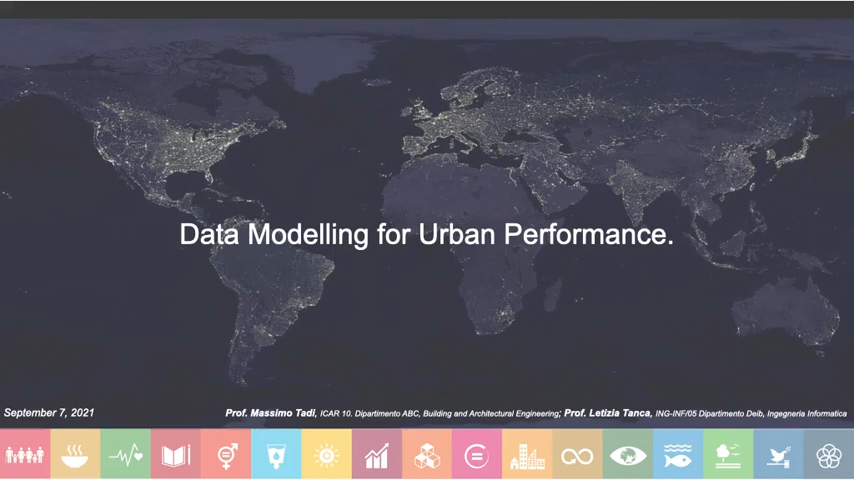 Data Modelling for Urban Performance.
September 7, 2021
Prof. Massimo Tadi, ICAR 10. Dipartimento ABC, Building and Architectural Engineering; Prof. Letizia Tanca, ING-INF/05 Dipartimento Deib, Ingegneria Informatica